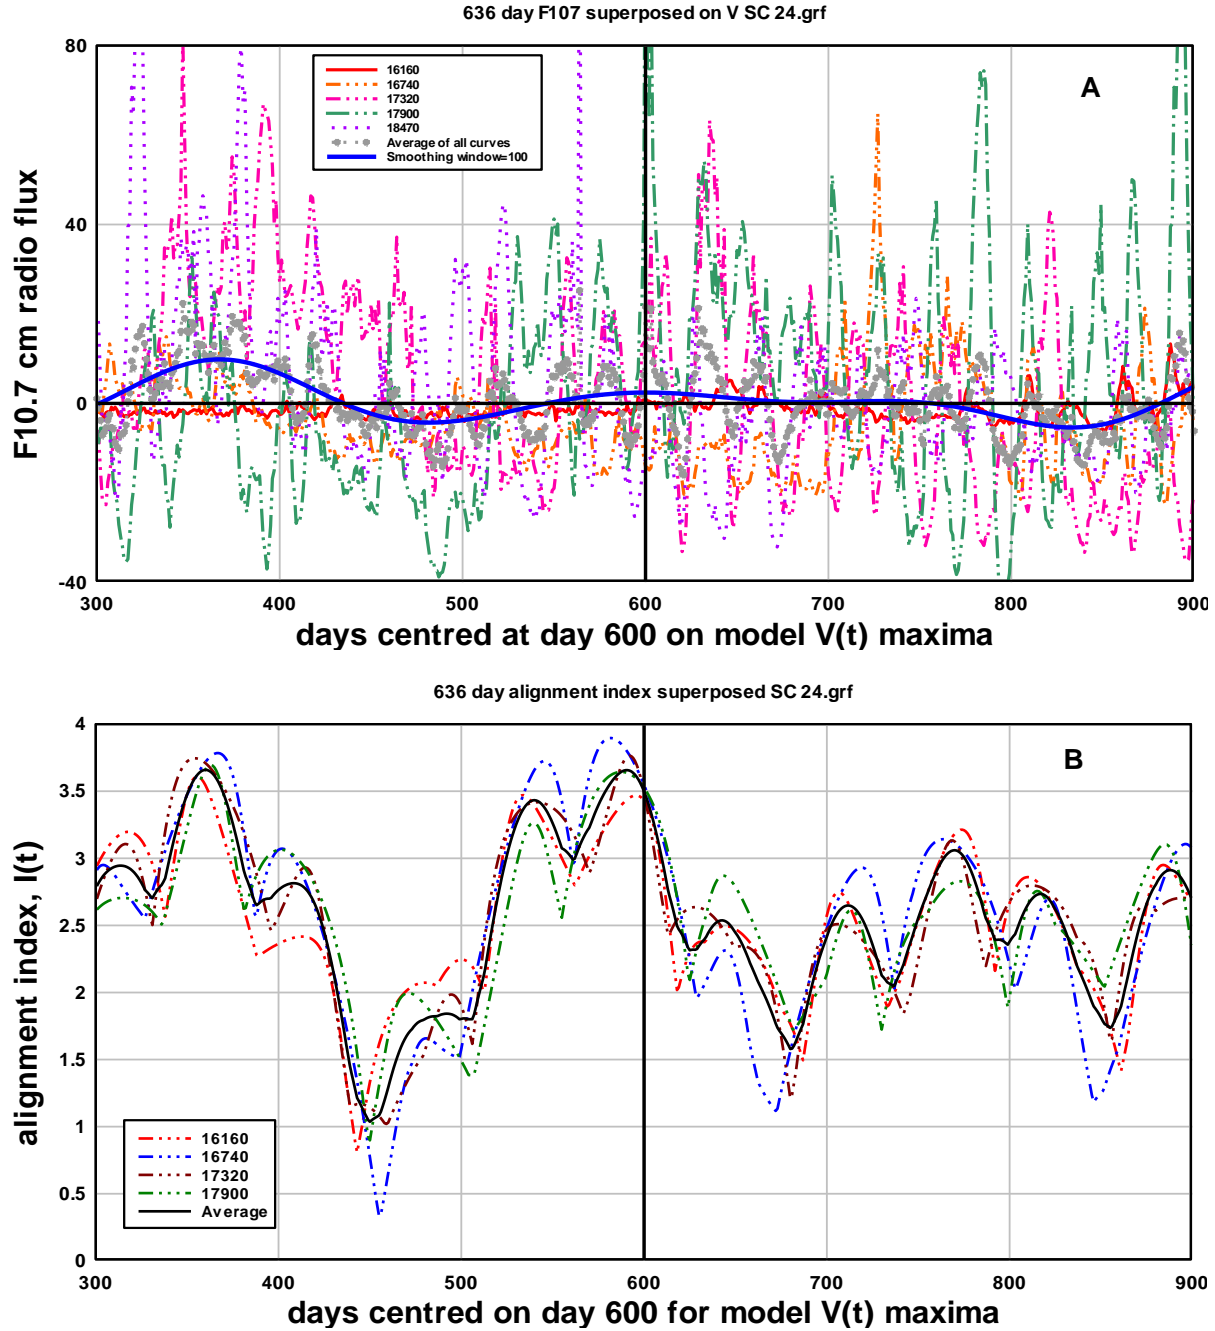 636 day F107 superposed on V SC 24.grf
80
40
0
-40
F10.7 cm radio flux
16160
16740
17320
17900
18470
Average of all curves
Smoothing window=100
A
300 400 500 600 700 800 900
days centred at day 600 on model V(t) maxima
636 day alignment index superposed SC 24.grf
4
3.5
3
2.5
2
1.5
1
0.5
0
alignment index, I(t)
B
16160
16740
17320
17900
Average
300 400 500 600 700 800 900
days centred on day 600 for model V(t) maxima